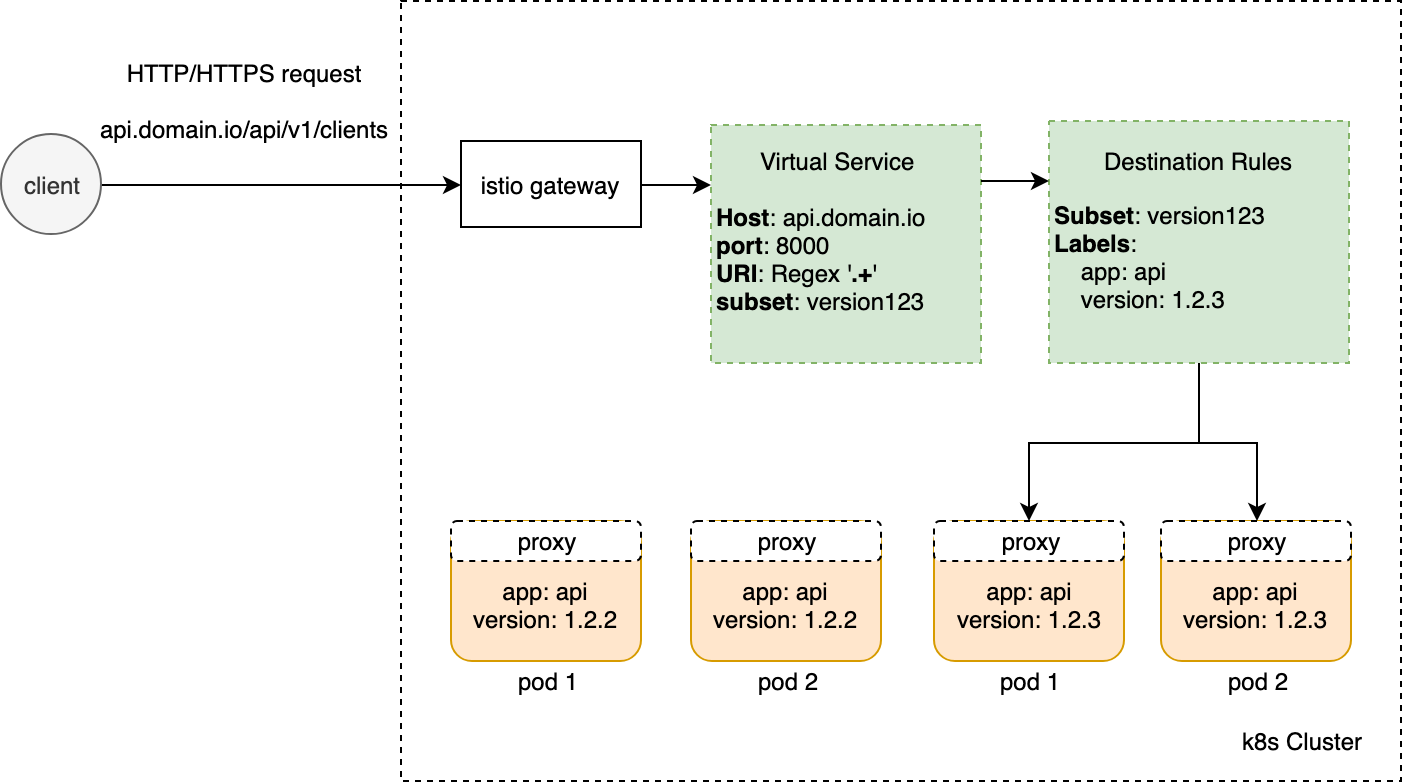 HTTP/HTTPS request
api.domain.io/api/v1/clients
client
istio gateway
Virtual Service
Host: api.domain.io
port: 8000
URI: Regex '.+'
subset: version123
Destination Rules
Subset: version123
Labels:
app: api
version: 1.2.3
proxy
app: api
version: 1.2.2
pod 1
proxy
app: api
version: 1.2.2
pod 2
proxy
app: api
version: 1.2.3
pod 1
proxy
app: api
version: 1.2.3
pod 2
k8s Cluster